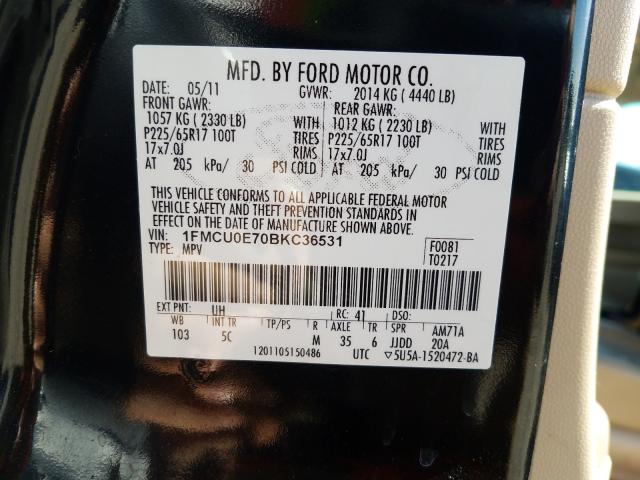 MFD. BY FORD MOTOR CO.
DATE: 05/11 GVWR: 2014 KG ( 4440 LB)
FRONT GAWR: REAR GAWR:
1057 KG ( 2330 LB) WITH 1012 KG ( 2230 LB) WITH
P225/65R17 100T TIRES P225/65R17 100T TIRES
17x7.0J RIMS 17x7.0J RIMS
AT 205 kPa/ 30 PSI COLD AT 205 kPa/ 30 PSI COLD
THIS VEHICLE CONFORMS TO ALL APPLICABLE FEDERAL MOTOR
VEHICLE SAFETY AND THEFT PREVENTION STANDARDS IN
EFFECT ON THE DATE OF MANUFACTURE SHOWN ABOVE.
VIN: 1FMCU0E70BKC36531 F0081
TYPE: MPV T0217
EXT PNT: UH RC: 41 DSO:
WB INT TR TP/PS R AXLE TR SPR AM71A
103 5C M 35 6 JJDD 20A
1201105150486 UTC ▽5U5A-1520472-BA